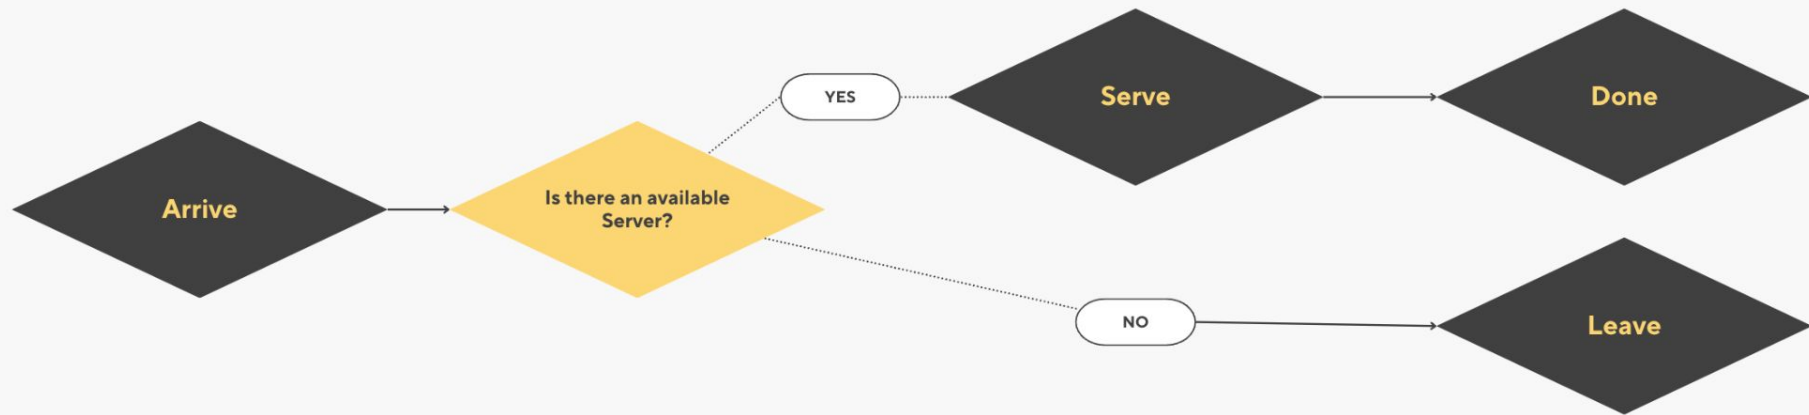 Arrive
Is there an available
Server?
YES
Serve
Done
NO
Leave